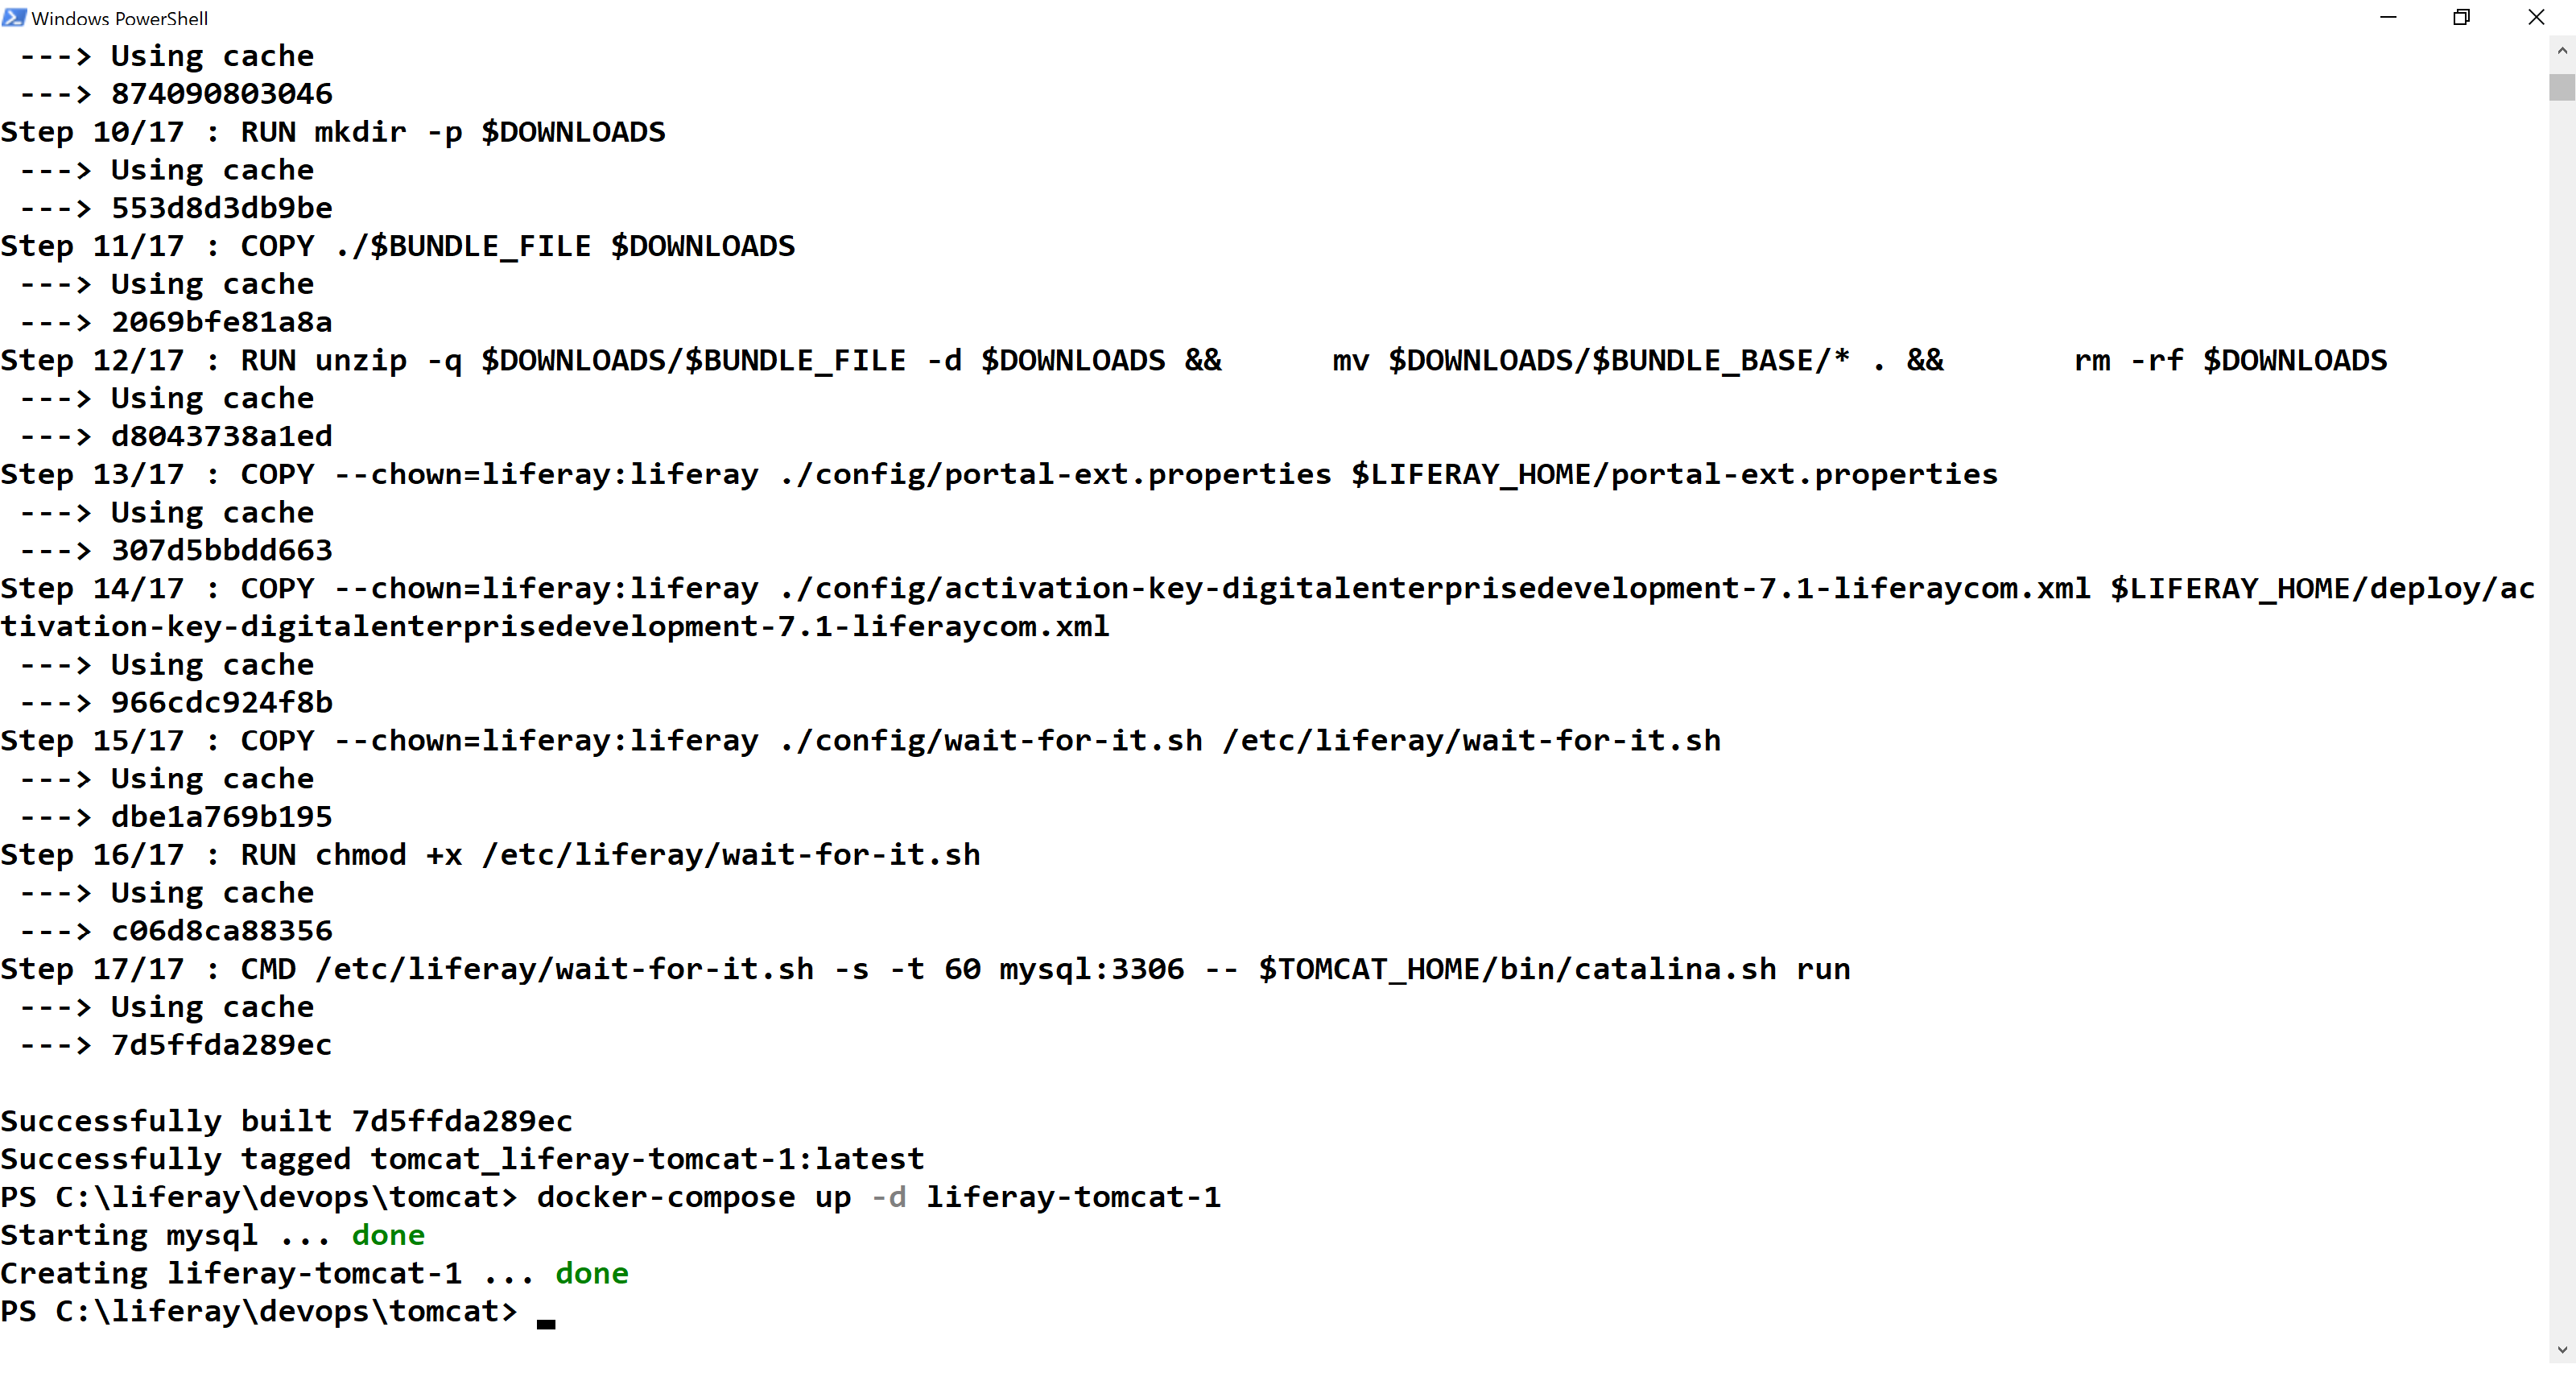 Windows PowerShell
 ---> Using cache
 ---> 874090803046
Step 10/17 : RUN mkdir -p $DOWNLOADS
 ---> Using cache
 ---> 553d8d3db9be
Step 11/17 : COPY ./$BUNDLE_FILE $DOWNLOADS
 ---> Using cache
 ---> 2069bfe81a8a
Step 12/17 : RUN unzip -q $DOWNLOADS/$BUNDLE_FILE -d $DOWNLOADS &&      mv $DOWNLOADS/$BUNDLE_BASE/* . &&       rm -rf $DOWNLOADS
 ---> Using cache
 ---> d8043738a1ed
Step 13/17 : COPY --chown=liferay:liferay ./config/portal-ext.properties $LIFERAY_HOME/portal-ext.properties
 ---> Using cache
 ---> 307d5bbdd663
Step 14/17 : COPY --chown=liferay:liferay ./config/activation-key-digitalenterprisedevelopment-7.1-liferaycom.xml $LIFERAY_HOME/deploy/ac
tivation-key-digitalenterprisedevelopment-7.1-liferaycom.xml
 ---> Using cache
 ---> 966cdc924f8b
Step 15/17 : COPY --chown=liferay:liferay ./config/wait-for-it.sh /etc/liferay/wait-for-it.sh
 ---> Using cache
 ---> dbe1a769b195
Step 16/17 : RUN chmod +x /etc/liferay/wait-for-it.sh
 ---> Using cache
 ---> c06d8ca88356
Step 17/17 : CMD /etc/liferay/wait-for-it.sh -s -t 60 mysql:3306 -- $TOMCAT_HOME/bin/catalina.sh run
 ---> Using cache
 ---> 7d5ffda289ec

Successfully built 7d5ffda289ec
Successfully tagged tomcat_liferay-tomcat-1:latest
PS C:\liferay\devops\tomcat> docker-compose up -d liferay-tomcat-1
Starting mysql ... done
Creating liferay-tomcat-1 ... done
PS C:\liferay\devops\tomcat>